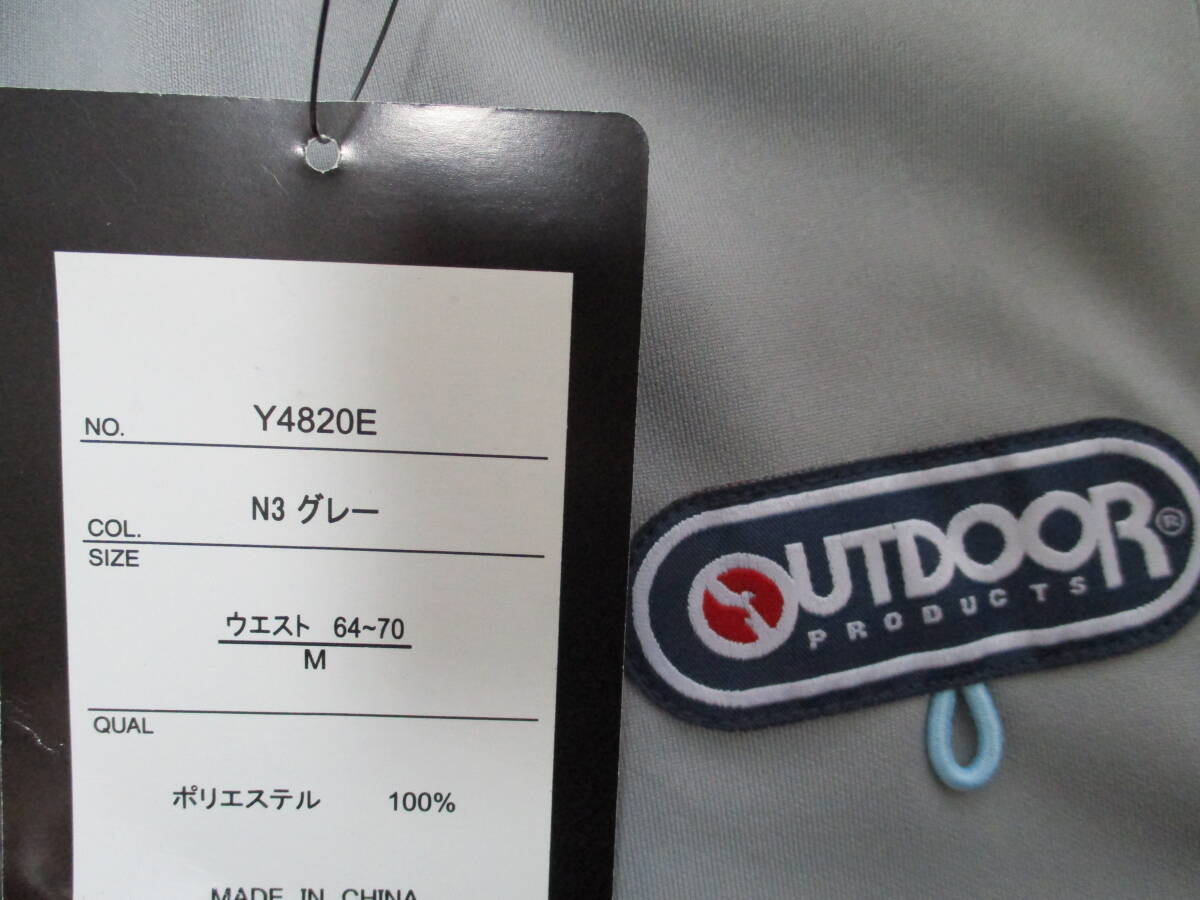 NO. Y4820E
COL. N3 グレー
SIZE
ウエスト 64~70
M
QUAL
ポリエステル 100%
MADE IN CHINA
OUTDOOR®
PRODUCTS